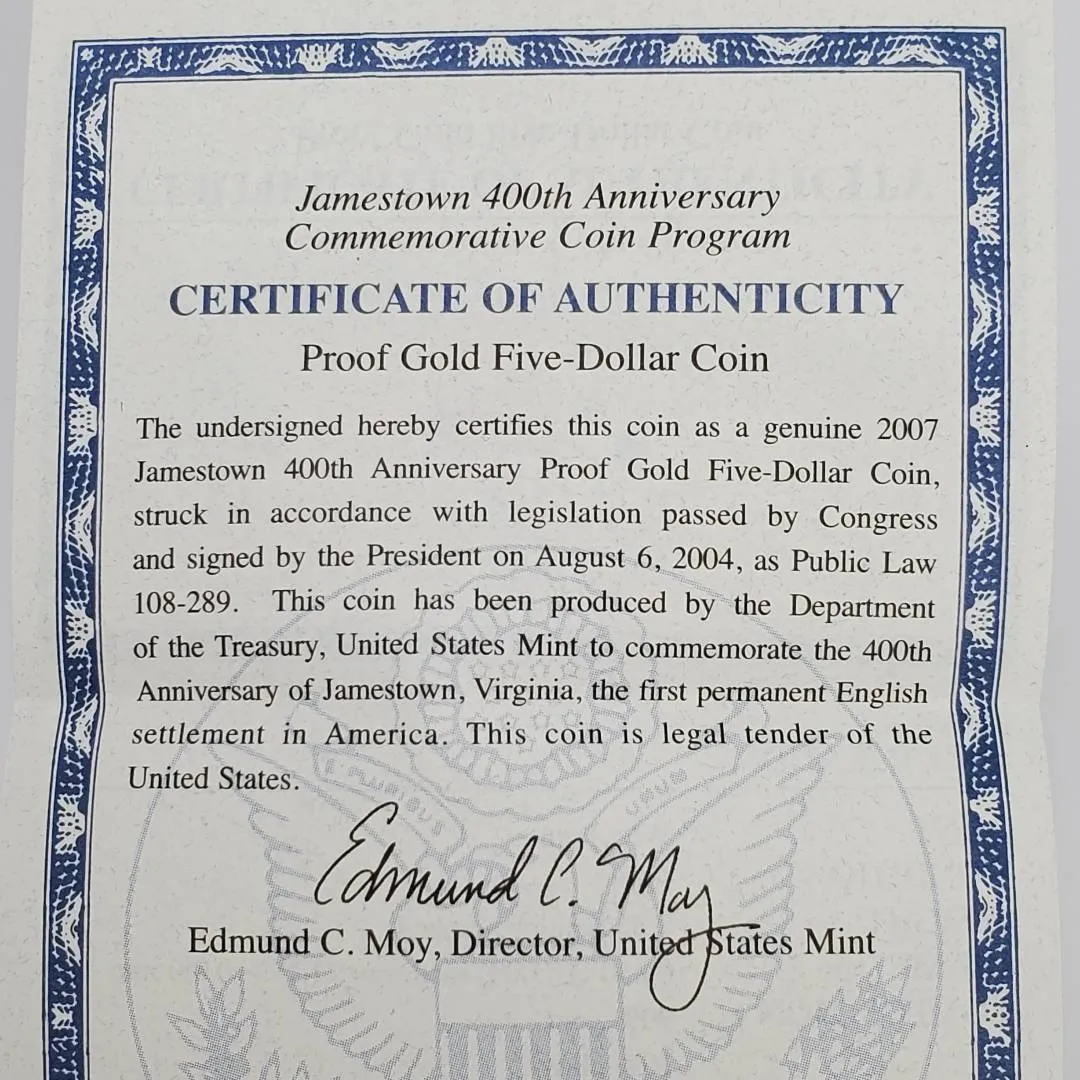 Jamestown 400th Anniversary
Commemorative Coin Program
CERTIFICATE OF AUTHENTICITY
Proof Gold Five-Dollar Coin
The undersigned hereby certifies this coin as a genuine 2007
Jamestown 400th Anniversary Proof Gold Five-Dollar Coin,
struck in accordance with legislation passed by Congress
and signed by the President on August 6, 2004, as Public Law
108-289. This coin has been produced by the Department
of the Treasury, United States Mint to commemorate the 400th
Anniversary of Jamestown, Virginia, the first permanent English
settlement in America. This coin is legal tender of the
United States.
E PLURIBUS UNUM
Edmund C. Moy
Edmund C. Moy, Director, United States Mint